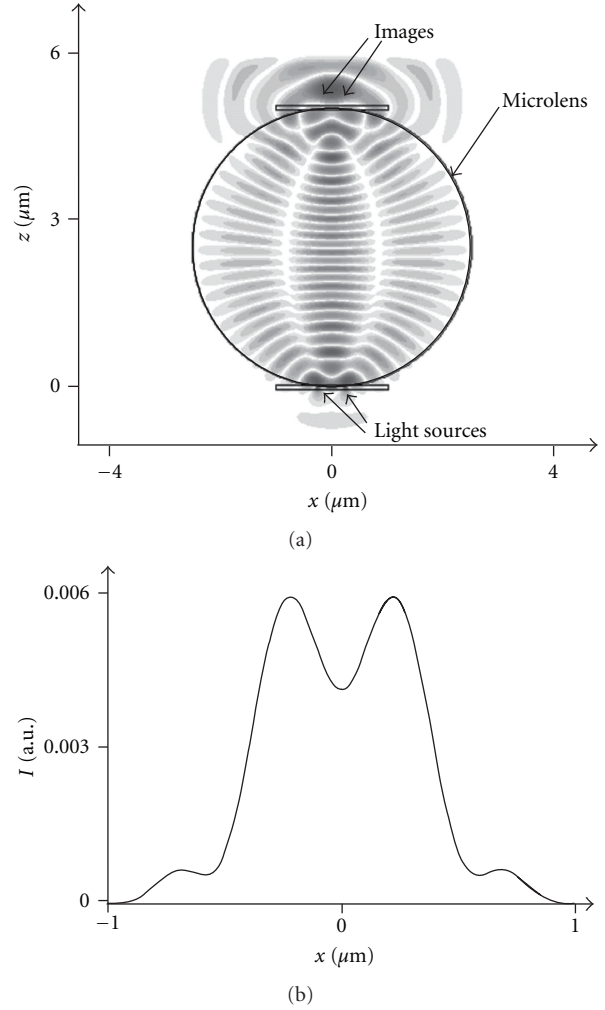 6
3
0
z (μm)
Images
Microlens
Light sources
−4
0
4
x (μm)
(a)
0.006
0.003
0
I (a.u.)
−1
0
1
x (μm)
(b)